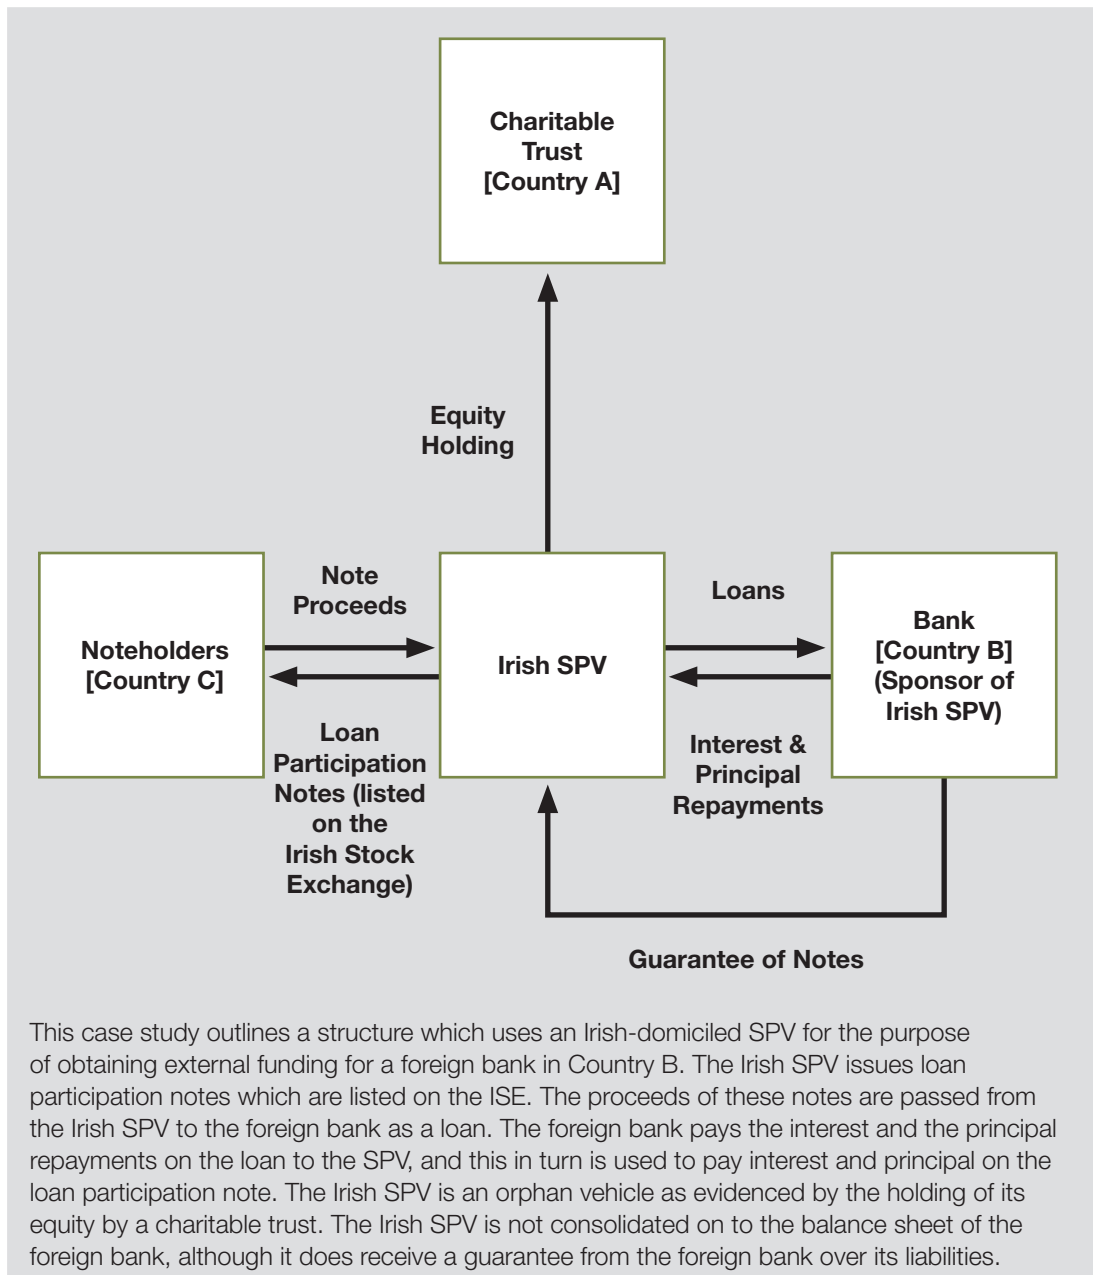 Charitable
Trust
[Country A]
Equity
Holding
Noteholders
[Country C]
Note
Proceeds
Loan
Participation
Notes (listed
on the
Irish Stock
Exchange)
Irish SPV
Loans
Interest &
Principal
Repayments
Bank
[Country B]
(Sponsor of
Irish SPV)
Guarantee of Notes
This case study outlines a structure which uses an Irish-domiciled SPV for the purpose
of obtaining external funding for a foreign bank in Country B. The Irish SPV issues loan
participation notes which are listed on the ISE. The proceeds of these notes are passed from
the Irish SPV to the foreign bank as a loan. The foreign bank pays the interest and the principal
repayments on the loan to the SPV, and this in turn is used to pay interest and principal on the
loan participation note. The Irish SPV is an orphan vehicle as evidenced by the holding of its
equity by a charitable trust. The Irish SPV is not consolidated on to the balance sheet of the
foreign bank, although it does receive a guarantee from the foreign bank over its liabilities.